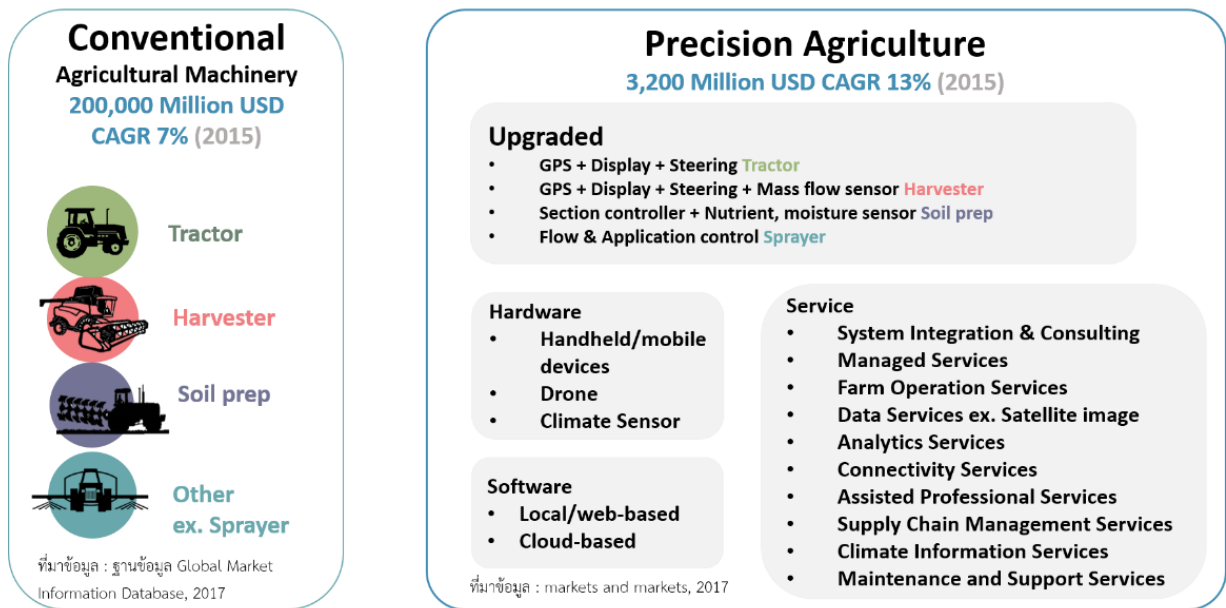 Conventional
Agricultural Machinery
200,000 Million USD
CAGR 7% (2015)
Tractor
Harvester
Soil prep
Other
ex. Sprayer
ที่มาข้อมูล : ฐานข้อมูล Global Market
Information Database, 2017
Precision Agriculture
3,200 Million USD CAGR 13% (2015)
Upgraded
• GPS + Display + Steering Tractor
• GPS + Display + Steering + Mass flow sensor Harvester
• Section controller + Nutrient, moisture sensor Soil prep
• Flow & Application control Sprayer
Hardware
• Handheld/mobile
devices
• Drone
• Climate Sensor
Software
• Local/web-based
• Cloud-based
Service
• System Integration & Consulting
• Managed Services
• Farm Operation Services
• Data Services ex. Satellite image
• Analytics Services
• Connectivity Services
• Assisted Professional Services
• Supply Chain Management Services
• Climate Information Services
• Maintenance and Support Services
ที่มาข้อมูล : markets and markets, 2017